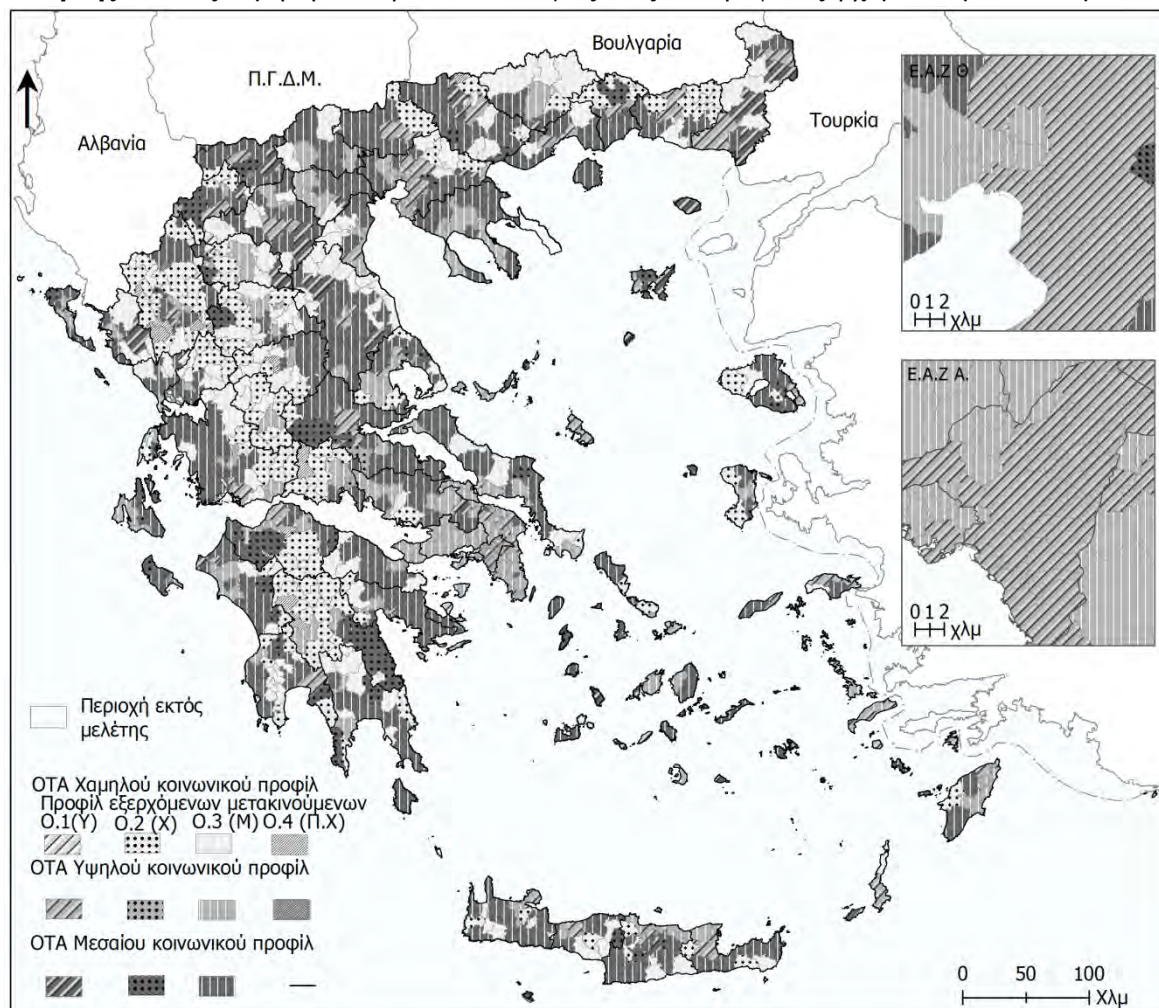 Βουλγαρία
Π.Γ.Δ.Μ.
Αλβανία
Τουρκία
Ε.Α.Ζ Θ
0 1 2
χλμ
Ε.Α.Ζ Α.
0 1 2
χλμ
Περιοχή εκτός
μελέτης
ΟΤΑ Χαμηλού κοινωνικού προφίλ
Προφίλ εξερχόμενων μετακινούμενων
Ο.1(Υ) Ο.2 (Χ) Ο.3 (Μ) Ο.4 (Π.Χ)
ΟΤΑ Υψηλού κοινωνικού προφίλ
ΟΤΑ Μεσαίου κοινωνικού προφίλ
0 50 100
Χλμ